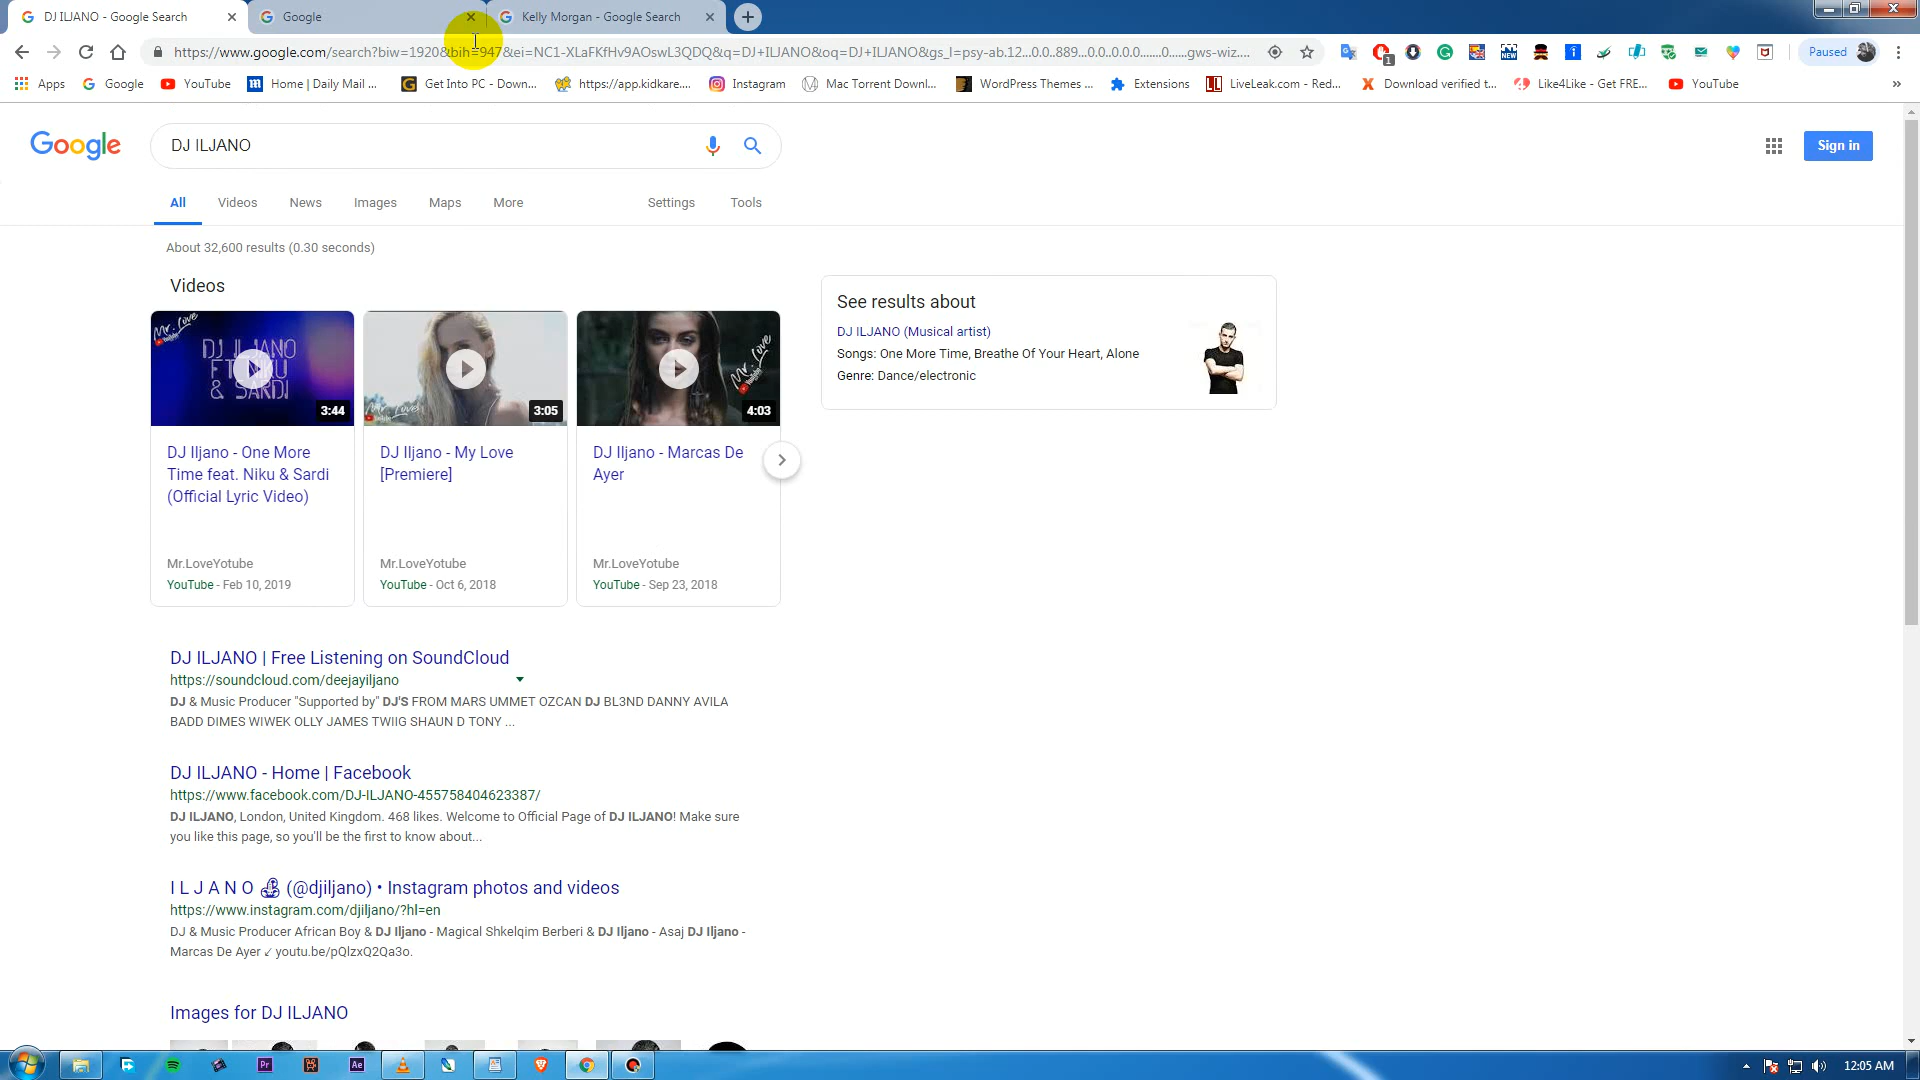 DJ ILJANO - Google Search
Google
Kelly Morgan - Google Search
https://www.google.com/search?biw=1920&bih=947&ei=NC1-XLaFKfHv9AOswL3QDQ&q=DJ+ILJANO&oq=DJ+ILJANO&gs_l=psy-ab.12...0.0..889...0.0..0.0.0.......0......gws-wiz....
1
NEW
Paused
Apps
Google
YouTube
Home | Daily Mail ...
Get Into PC - Down...
https://app.kidkare....
Instagram
Mac Torrent Downl...
WordPress Themes ...
Extensions
LiveLeak.com - Red...
Download verified t...
Like4Like - Get FRE...
YouTube
»
Google
DJ ILJANO
Sign in
All
Videos
News
Images
Maps
More
Settings
Tools
About 32,600 results (0.30 seconds)
Videos
Mr. Love
DJ ILJANO
& SARDI
3:44
Mr. Love
3:05
Mr. Love
4:03
DJ Iljano - One More
Time feat. Niku & Sardi
(Official Lyric Video)
Mr.LoveYotube
YouTube - Feb 10, 2019
DJ Iljano - My Love
[Premiere]
Mr.LoveYotube
YouTube - Oct 6, 2018
DJ Iljano - Marcas De
Ayer
Mr.LoveYotube
YouTube - Sep 23, 2018
See results about
DJ ILJANO (Musical artist)
Songs: One More Time, Breathe Of Your Heart, Alone
Genre: Dance/electronic
DJ ILJANO | Free Listening on SoundCloud
https://soundcloud.com/deejayiljano
DJ & Music Producer "Supported by" DJ'S FROM MARS UMMET OZCAN DJ BL3ND DANNY AVILA
BADD DIMES WIWEK OLLY JAMES TWIIG SHAUN D TONY ...
DJ ILJANO - Home | Facebook
https://www.facebook.com/DJ-ILJANO-455758404623387/
DJ ILJANO, London, United Kingdom. 468 likes. Welcome to Official Page of DJ ILJANO! Make sure
you like this page, so you'll be the first to know about...
I L J A N O (@djiljano) • Instagram photos and videos
https://www.instagram.com/djiljano/?hl=en
DJ & Music Producer African Boy & DJ Iljano - Magical Shkelqim Berberi & DJ Iljano - Asaj DJ Iljano -
Marcas De Ayer ↙ youtu.be/pQlzxQ2Qa3o.
Images for DJ ILJANO
Pr
Ae
12:05 AM